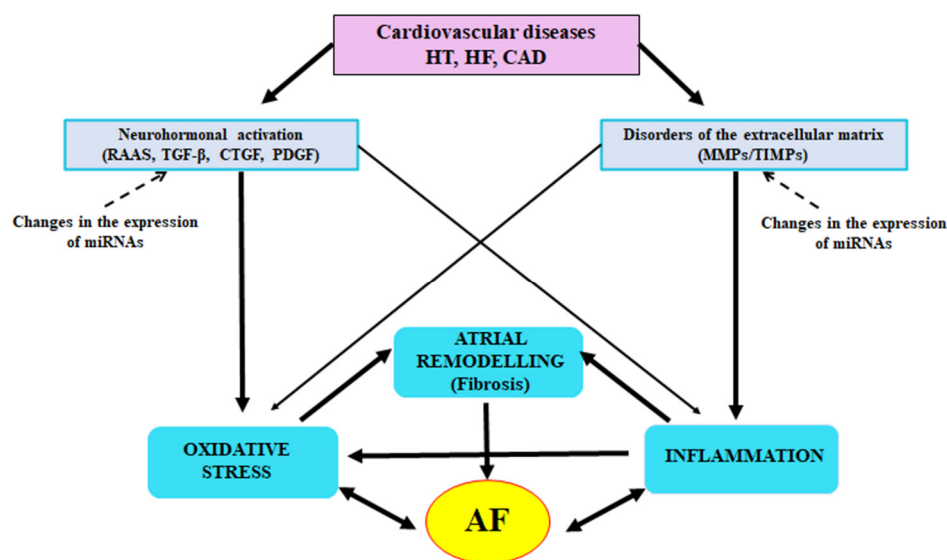 Cardiovascular diseases
HT, HF, CAD
Neurohormonal activation
(RAAS, TGF-β, CTGF, PDGF)
Disorders of the extracellular matrix
(MMPs/TIMPs)
Changes in the expression
of miRNAs
Changes in the expression
of miRNAs
ATRIAL
REMODELLING
(Fibrosis)
OXIDATIVE
STRESS
INFLAMMATION
AF